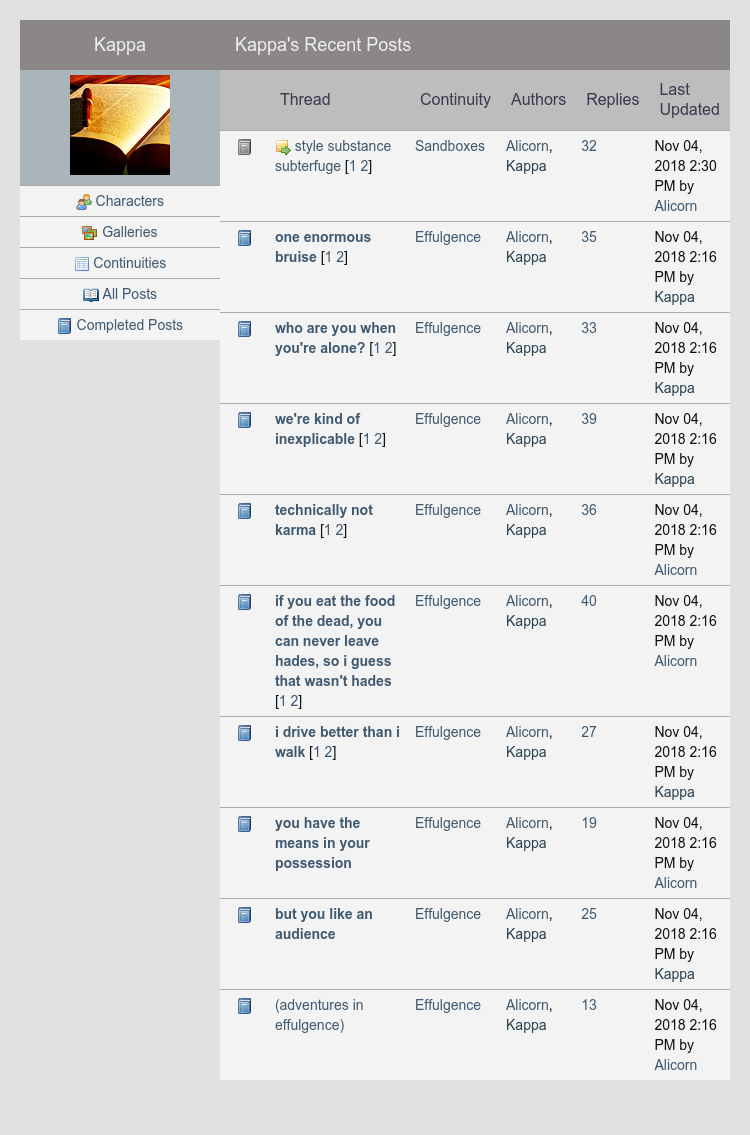 Kappa
Characters
Galleries
Continuities
All Posts
Completed Posts
Kappa's Recent Posts
Thread Continuity Authors Replies Last
Updated
style substance Sandboxes Alicorn, 32 Nov 04,
subterfuge [1 2] Kappa 2018 2:30
PM by
Alicorn
one enormous Effulgence Alicorn, 35 Nov 04,
bruise [1 2] Kappa 2018 2:16
PM by
Kappa
who are you when Effulgence Alicorn, 33 Nov 04,
you're alone? [1 2] Kappa 2018 2:16
PM by
Kappa
we're kind of Effulgence Alicorn, 39 Nov 04,
inexplicable [1 2] Kappa 2018 2:16
PM by
Kappa
technically not Effulgence Alicorn, 36 Nov 04,
karma [1 2] Kappa 2018 2:16
PM by
Alicorn
if you eat the food Effulgence Alicorn, 40 Nov 04,
of the dead, you Kappa 2018 2:16
can never leave PM by
hades, so i guess Alicorn
that wasn't hades
[1 2]
i drive better than i Effulgence Alicorn, 27 Nov 04,
walk [1 2] Kappa 2018 2:16
PM by
Kappa
you have the Effulgence Alicorn, 19 Nov 04,
means in your Kappa 2018 2:16
possession PM by
Alicorn
but you like an Effulgence Alicorn, 25 Nov 04,
audience Kappa 2018 2:16
PM by
Kappa
(adventures in Effulgence Alicorn, 13 Nov 04,
effulgence) Kappa 2018 2:16
PM by
Alicorn